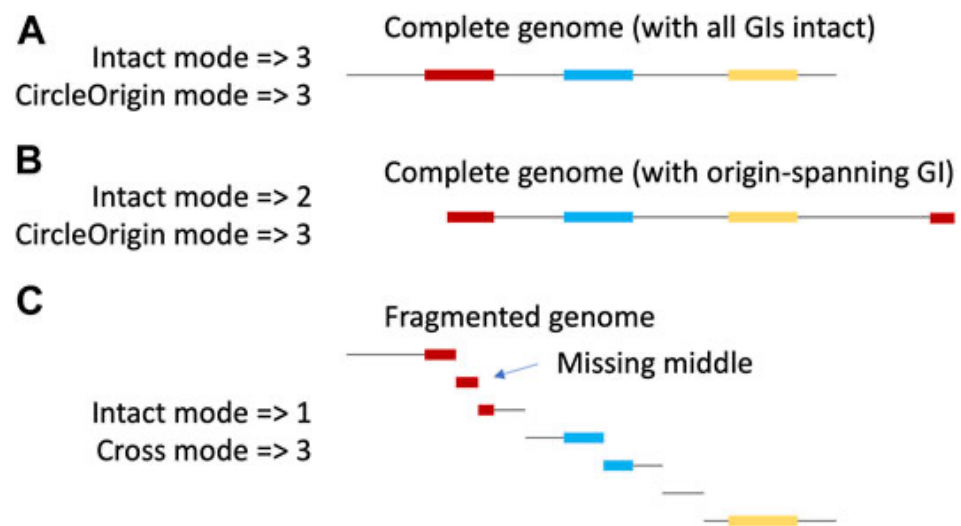 A
Complete genome (with all GIs intact)
Intact mode => 3
CircleOrigin mode => 3
B
Complete genome (with origin-spanning GI)
Intact mode => 2
CircleOrigin mode => 3
C
Fragmented genome
Missing middle
Intact mode => 1
Cross mode => 3